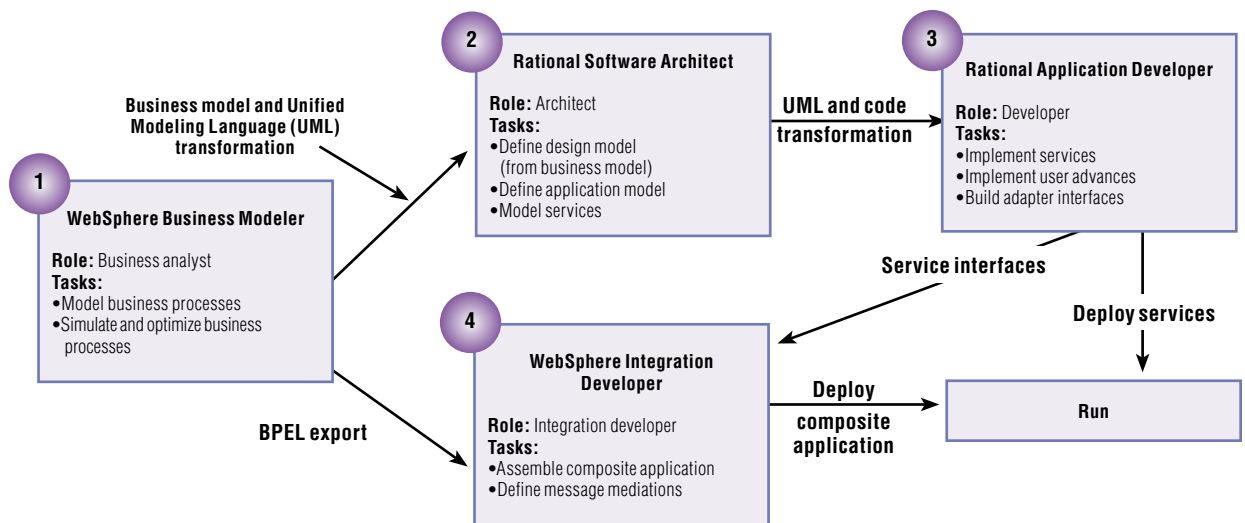 1
WebSphere Business Modeler
Role: Business analyst
Tasks:
•Model business processes
•Simulate and optimize business
processes
Business model and Unified
Modeling Language (UML)
transformation
2
Rational Software Architect
Role: Architect
Tasks:
•Define design model
(from business model)
•Define application model
•Model services
UML and code
transformation
3
Rational Application Developer
Role: Developer
Tasks:
•Implement services
•Implement user advances
•Build adapter interfaces
Service interfaces
Deploy services
BPEL export
4
WebSphere Integration
Developer
Role: Integration developer
Tasks:
•Assemble composite application
•Define message mediations
Deploy
composite
application
Run